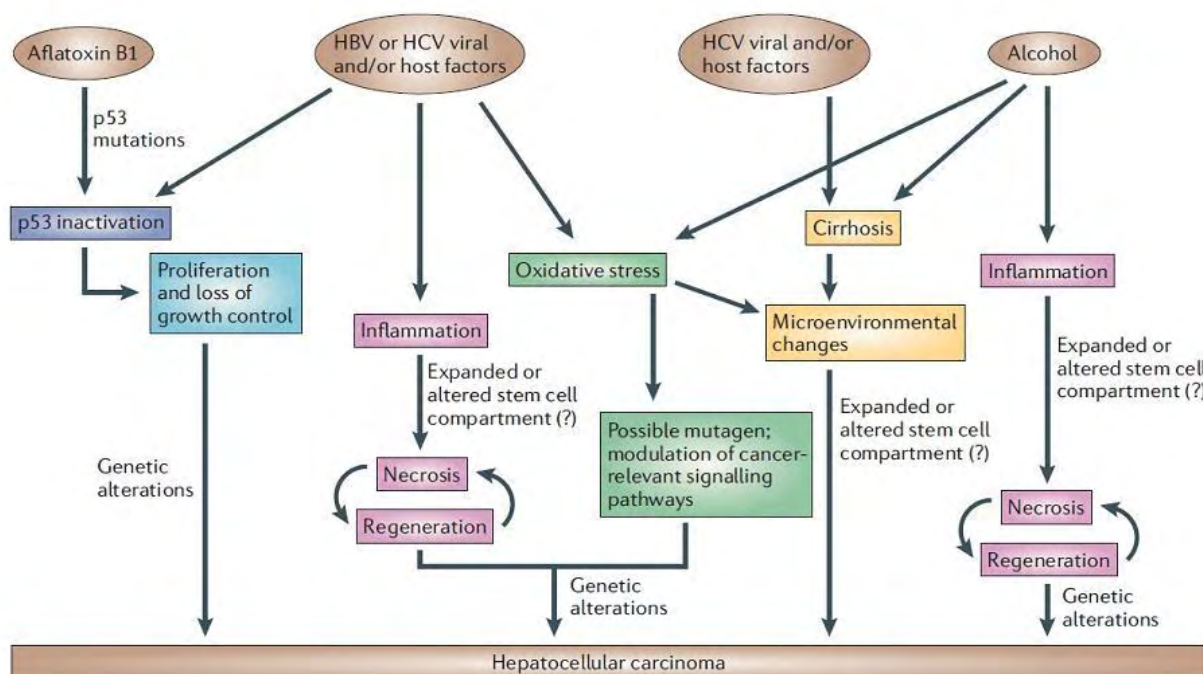 Aflatoxin B1
HBV or HCV viral
and/or host factors
HCV viral and/or
host factors
Alcohol
p53
mutations
p53 inactivation
Proliferation
and loss of
growth control
Genetic
alterations
Inflammation
Expanded or
altered stem cell
compartment (?)
Necrosis
Regeneration
Oxidative stress
Possible mutagen;
modulation of cancer-
relevant signalling
pathways
Genetic
alterations
Cirrhosis
Microenvironmental
changes
Expanded or
altered stem cell
compartment (?)
Inflammation
Expanded or
altered stem cell
compartment (?)
Necrosis
Regeneration
Genetic
alterations
Hepatocellular carcinoma